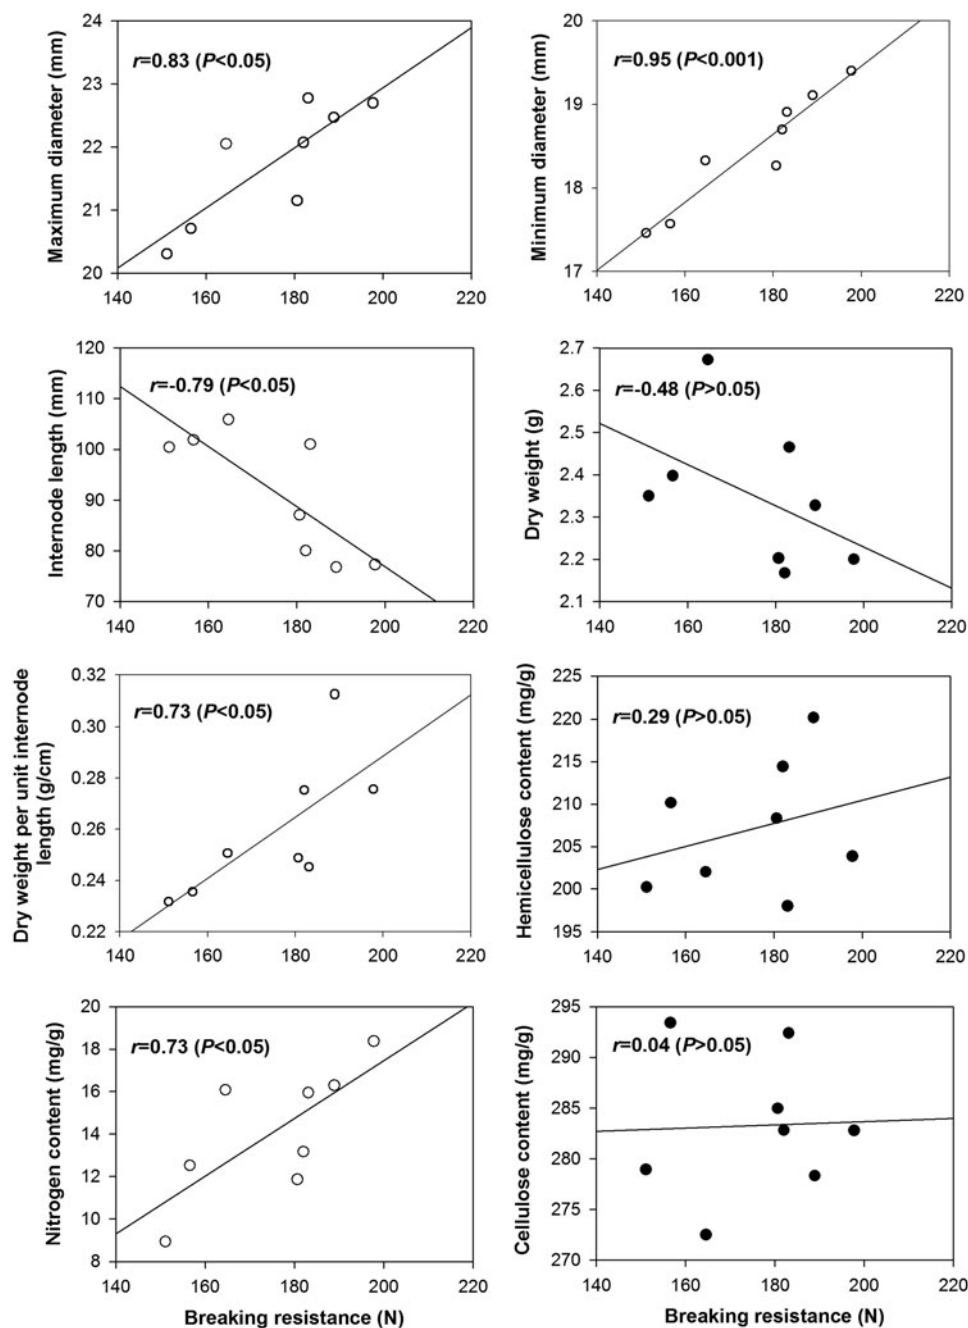 24
23
22
21
20
Maximum diameter (mm)
r=0.83 (P<0.05)
140 160 180 200 220
20
19
18
17
Minimum diameter (mm)
r=0.95 (P<0.001)
140 160 180 200 220
120
110
100
90
80
70
Internode length (mm)
r=-0.79 (P<0.05)
140 160 180 200 220
2.7
2.6
2.5
2.4
2.3
2.2
2.1
Dry weight (g)
r=-0.48 (P>0.05)
140 160 180 200 220
0.32
0.30
0.28
0.26
0.24
0.22
Dry weight per unit internode
length (g/cm)
r=0.73 (P<0.05)
140 160 180 200 220
225
220
215
210
205
200
195
Hemicellulose content (mg/g)
r=0.29 (P>0.05)
140 160 180 200 220
20
18
16
14
12
10
8
Nitrogen content (mg/g)
r=0.73 (P<0.05)
140 160 180 200 220
Breaking resistance (N)
295
290
285
280
275
270
Cellulose content (mg/g)
r=0.04 (P>0.05)
140 160 180 200 220
Breaking resistance (N)